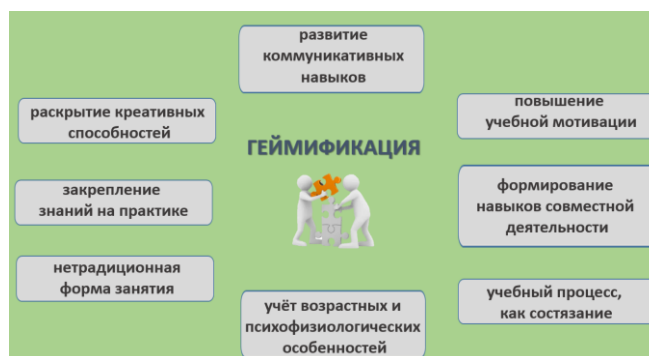 развитие
коммуникативных
навыков
раскрытие креативных
способностей
повышение
учебной мотивации
ГЕЙМИФИКАЦИЯ
закрепление
знаний на практике
формирование
навыков совместной
деятельности
нетрадиционная
форма занятия
учебный процесс,
как состязание
учёт возрастных и
психофизиологических
особенностей